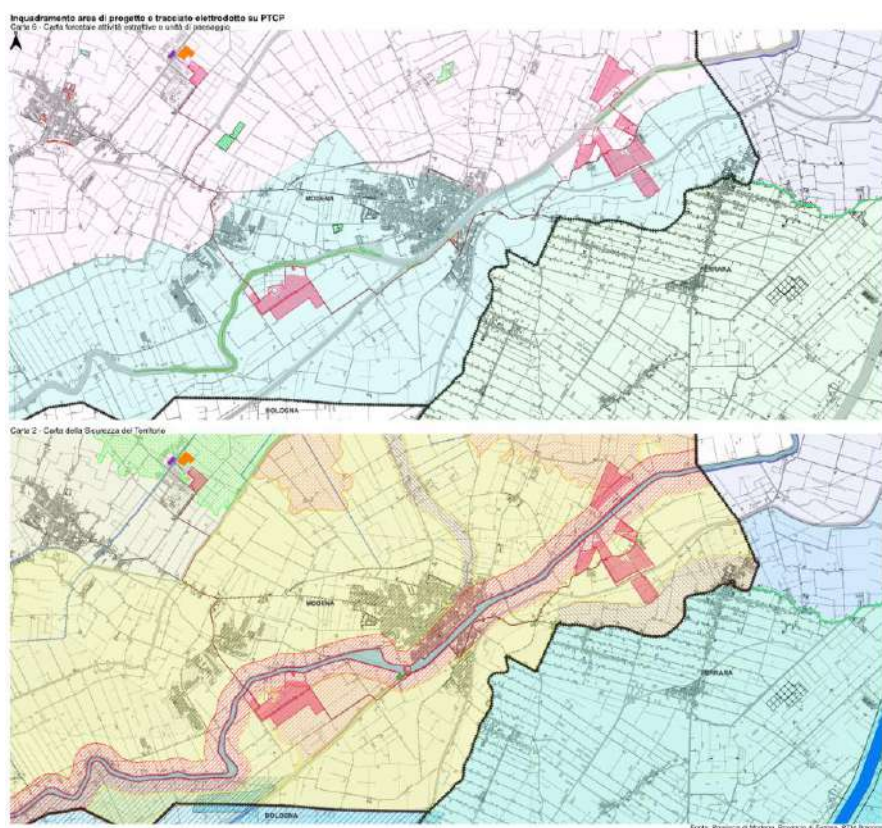 Inquadramento area di progetto e tracciato elettrodotto su PTCP
Carta 6 - Carta forestale attività estrattive e unità di paesaggio
MODENA
FERRARA
BOLOGNA
Carta 2 - Carta della Sicurezza del Territorio
MODENA
FERRARA
BOLOGNA